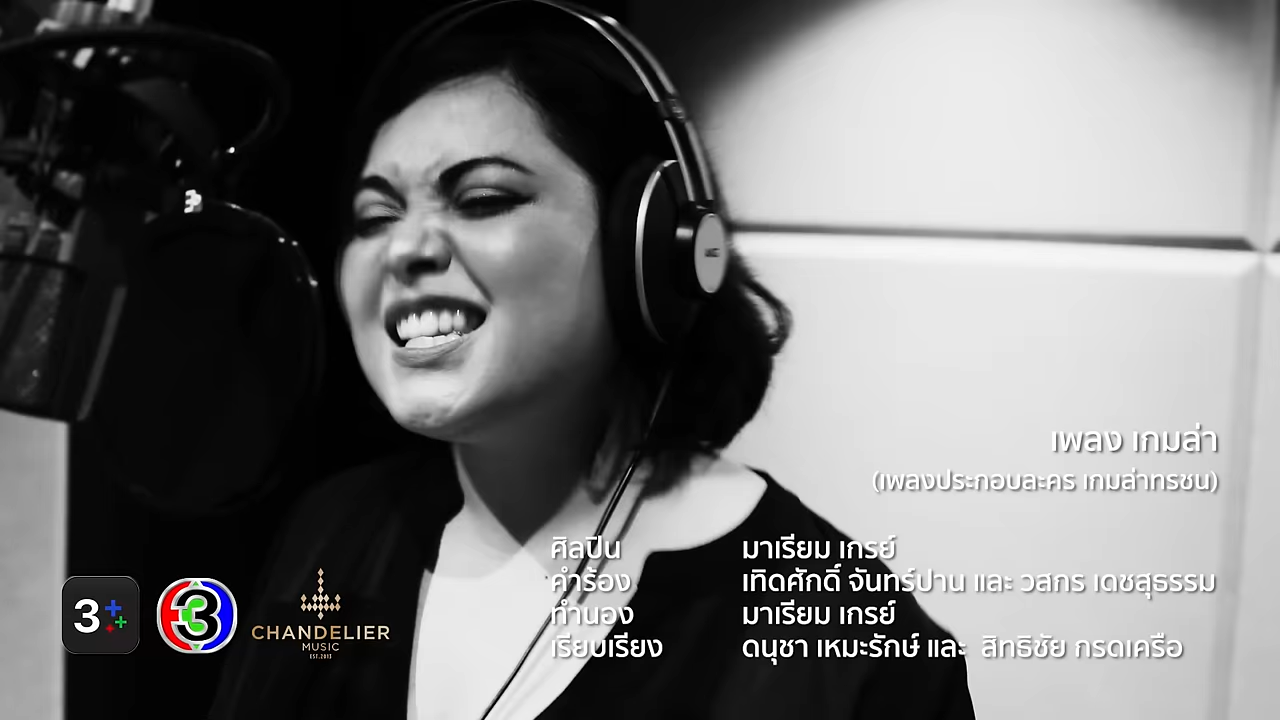 เพลง เกมล่า
(เพลงประกอบละคร เกมล่าทรชน)
ศิลปิน มาเรียม เกรย์
คำร้อง เทิดศักดิ์ จันทร์ปาน และ วสกร เดชสุธรรม
ทำนอง มาเรียม เกรย์
เรียบเรียง ดนุชา เหมะรักษ์ และ สิทธิชัย กรดเครือ
3+
3
CHANDELIER
MUSIC
EST.2013